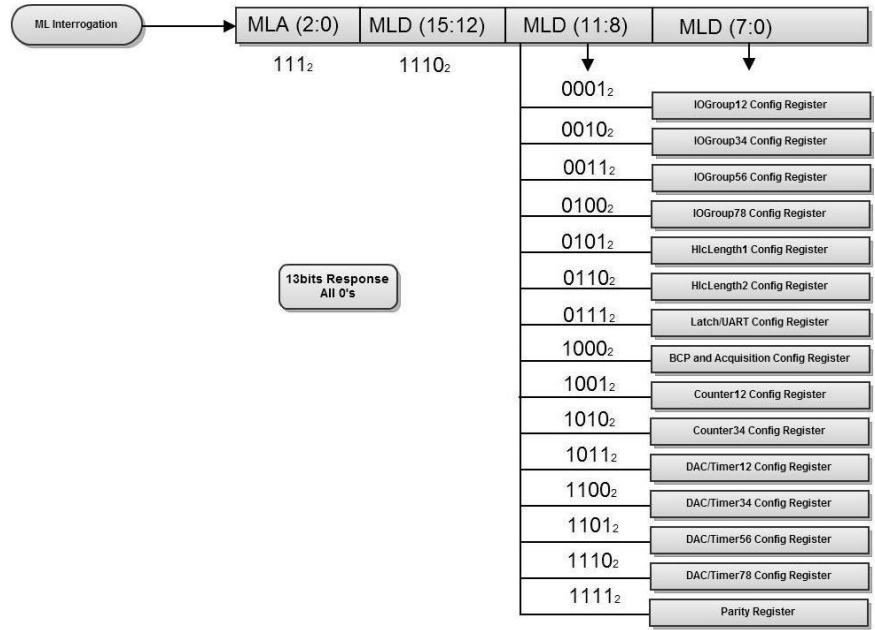 ML Interrogation
MLA (2:0) MLD (15:12) MLD (11:8) MLD (7:0)
111₂ 1110₂
0001₂ IOGroup12 Config Register
0010₂ IOGroup34 Config Register
0011₂ IOGroup56 Config Register
0100₂ IOGroup78 Config Register
0101₂ HlcLength1 Config Register
0110₂ HlcLength2 Config Register
0111₂ Latch/UART Config Register
1000₂ BCP and Acquisition Config Register
1001₂ Counter12 Config Register
1010₂ Counter34 Config Register
1011₂ DAC/Timer12 Config Register
1100₂ DAC/Timer34 Config Register
1101₂ DAC/Timer56 Config Register
1110₂ DAC/Timer78 Config Register
1111₂ Parity Register
13bits Response
All 0's